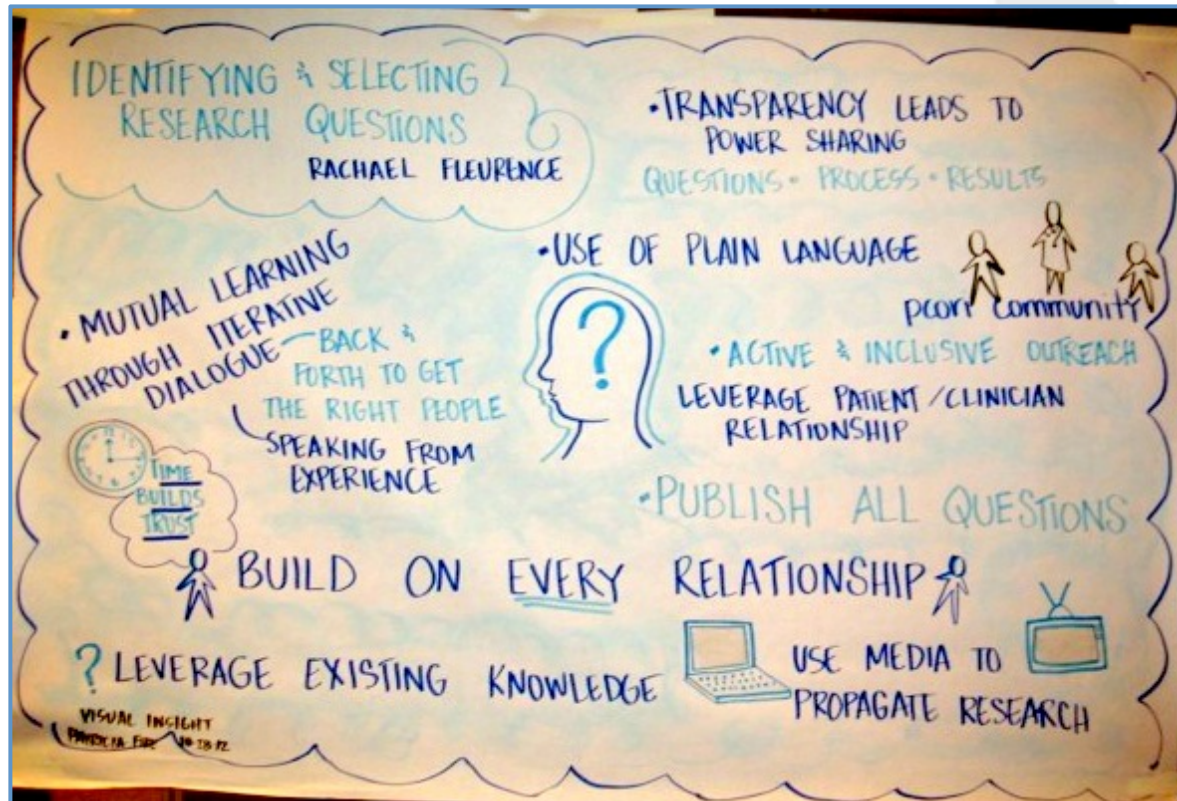 IDENTIFYING & SELECTING
RESEARCH QUESTIONS
RACHAEL FLEURENCE
• TRANSPARENCY LEADS TO
POWER SHARING
QUESTIONS • PROCESS • RESULTS
• MUTUAL LEARNING
THROUGH ITERATIVE
DIALOGUE
BACK &
FORTH TO GET
THE RIGHT PEOPLE
SPEAKING FROM
EXPERIENCE
TIME
BUILDS
TRUST
• USE OF PLAIN LANGUAGE
?
pcori community
• ACTIVE & INCLUSIVE OUTREACH
LEVERAGE PATIENT/CLINICIAN
RELATIONSHIP
• PUBLISH ALL QUESTIONS
BUILD ON EVERY RELATIONSHIP
? LEVERAGE EXISTING KNOWLEDGE
USE MEDIA TO
PROPAGATE RESEARCH
VISUAL INSIGHT